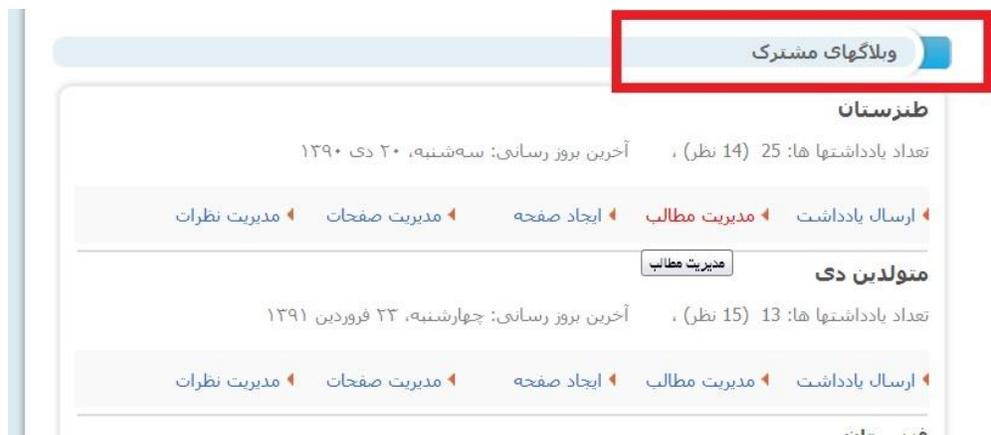 وبلاگهای مشترک
طنزستان
تعداد یادداشتها ها: 25 (14 نظر) ، آخرین بروز رسانی: سه‌شنبه، ۲۰ دی ۱۳۹۰
ارسال یادداشت مدیریت مطالب ایجاد صفحه مدیریت صفحات مدیریت نظرات
مدیریت مطالب
متولدین دی
تعداد یادداشتها ها: 13 (15 نظر) ، آخرین بروز رسانی: چهارشنبه، ۲۳ فروردین ۱۳۹۱
ارسال یادداشت مدیریت مطالب ایجاد صفحه مدیریت صفحات مدیریت نظرات